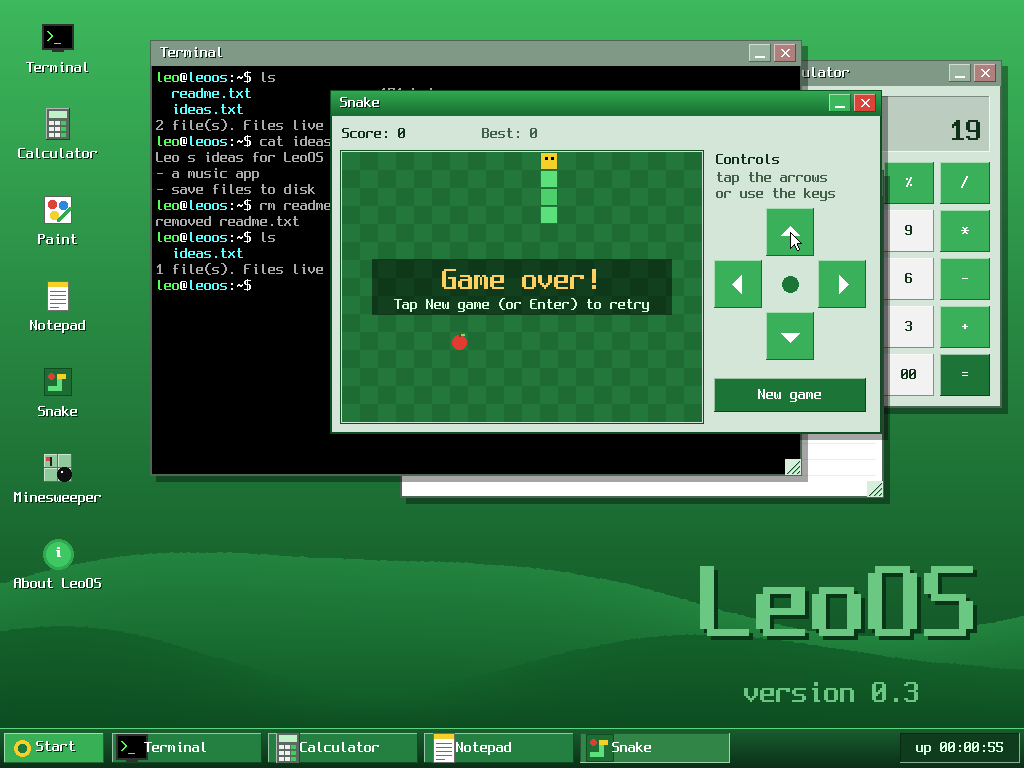 Terminal
Calculator
Paint
Notepad
Snake
Minesweeper
About LeoOS
Terminal
leo@leoos:~$ ls
readme.txt
ideas.txt
2 file(s). Files live
leo@leoos:~$ cat ideas
Leo s ideas for LeoOS
- a music app
- save files to disk
leo@leoos:~$ rm readme
removed readme.txt
leo@leoos:~$ ls
ideas.txt
1 file(s). Files live
leo@leoos:~$
Snake
Score: 0 Best: 0
Game over!
Tap New game (or Enter) to retry
Controls
tap the arrows
or use the keys
New game
ulator
19
% /
9 *
6 -
3 +
00 =
LeoOS
version 0.3
Start Terminal Calculator Notepad Snake up 00:00:55